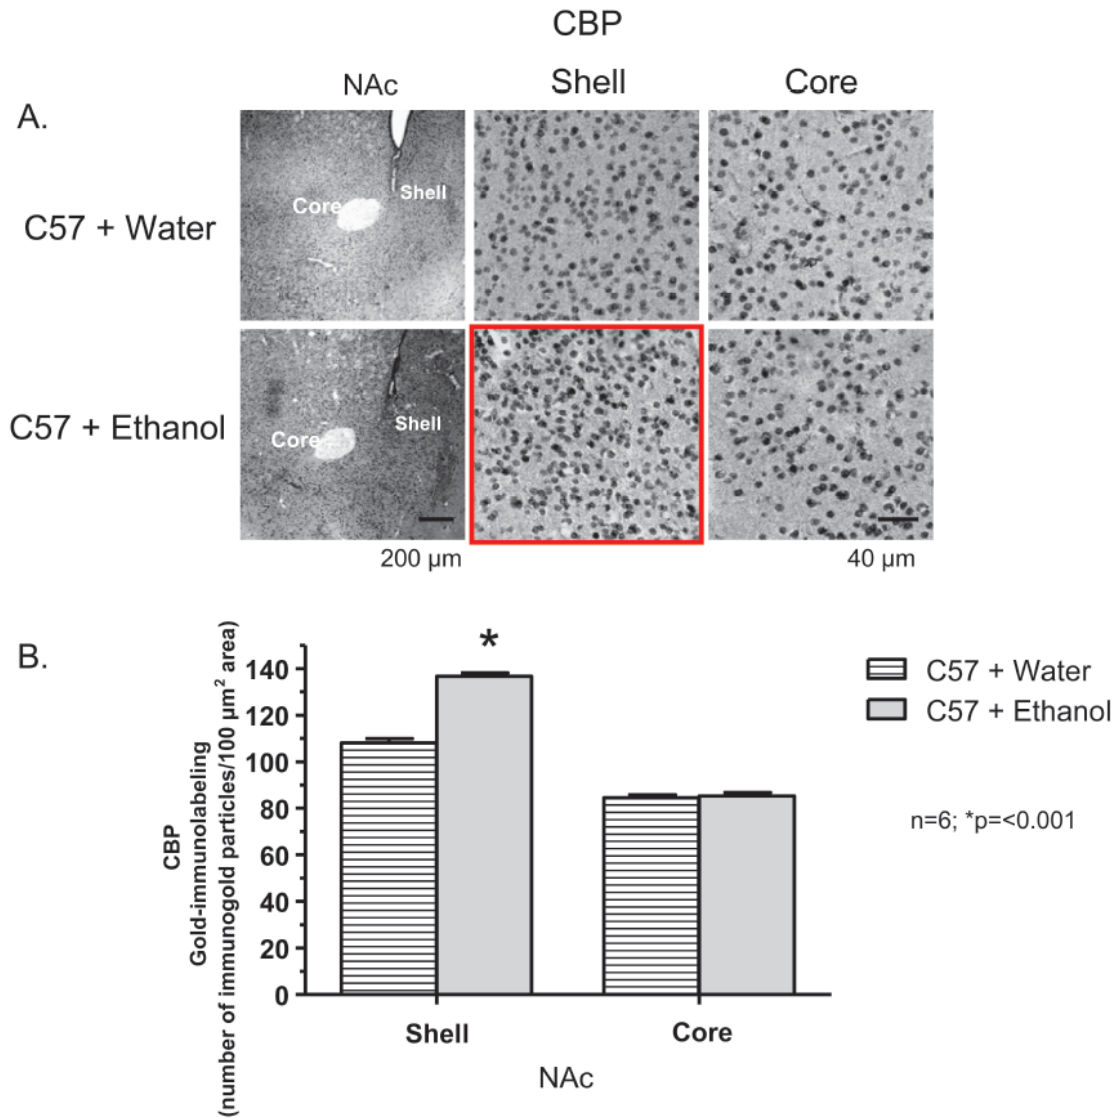 CBP
NAc Shell Core
A.
Core Shell
C57 + Water
Core Shell
C57 + Ethanol
200 µm 40 µm
B.
CBP
Gold-immunolabeling
(number of immunogold particles/100 µm² area)
140
120
100
80
60
40
20
0
*
Shell Core
NAc
C57 + Water
C57 + Ethanol
n=6; *p=<0.001